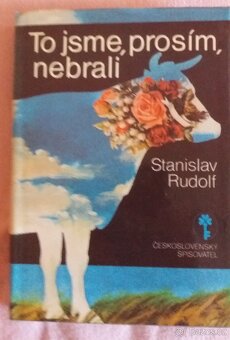 To jsme, prosím,
nebrali
Stanislav
Rudolf
ČESKOSLOVENSKÝ
SPISOVATEL